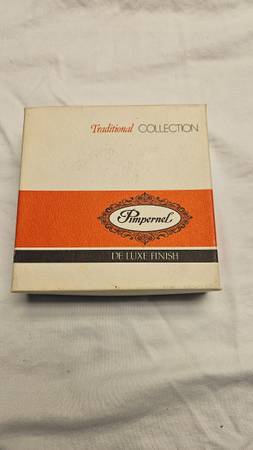 Traditional COLLECTION
Pimpernel
DE LUXE FINISH